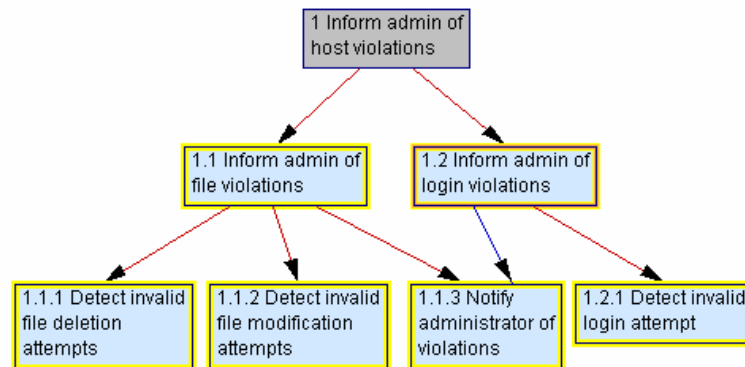 1 Inform admin of
host violations
1.1 Inform admin of
file violations
1.2 Inform admin of
login violations
1.1.1 Detect invalid
file deletion
attempts
1.1.2 Detect invalid
file modification
attempts
1.1.3 Notify
administrator of
violations
1.2.1 Detect invalid
login attempt